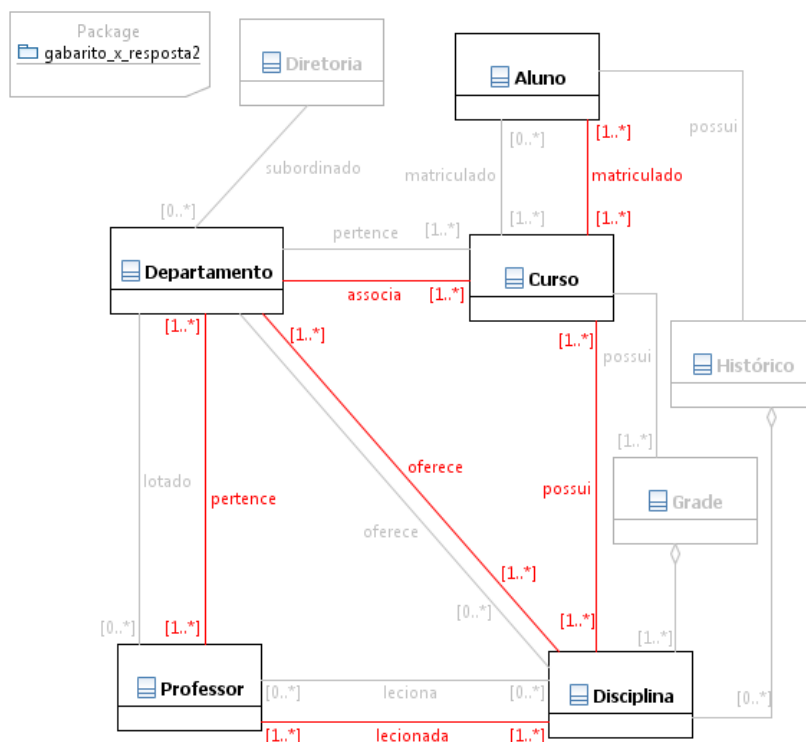 Package
gabarito_x_resposta2
Diretoria
Aluno
subordinado
[0..*]
[0..*]
[1..*]
possui
matriculado
matriculado
[1..*]
[1..*]
pertence
[1..*]
Departamento
Curso
associa
[1..*]
[1..*]
[1..*]
[1..*]
possui
Histórico
[1..*]
lotado
pertence
oferece
oferece
possui
Grade
[1..*]
[0..*]
[0..*]
[1..*]
[1..*]
[1..*]
Professor
[0..*]
leciona
[0..*]
Disciplina
[0..*]
[1..*]
lecionada
[1..*]